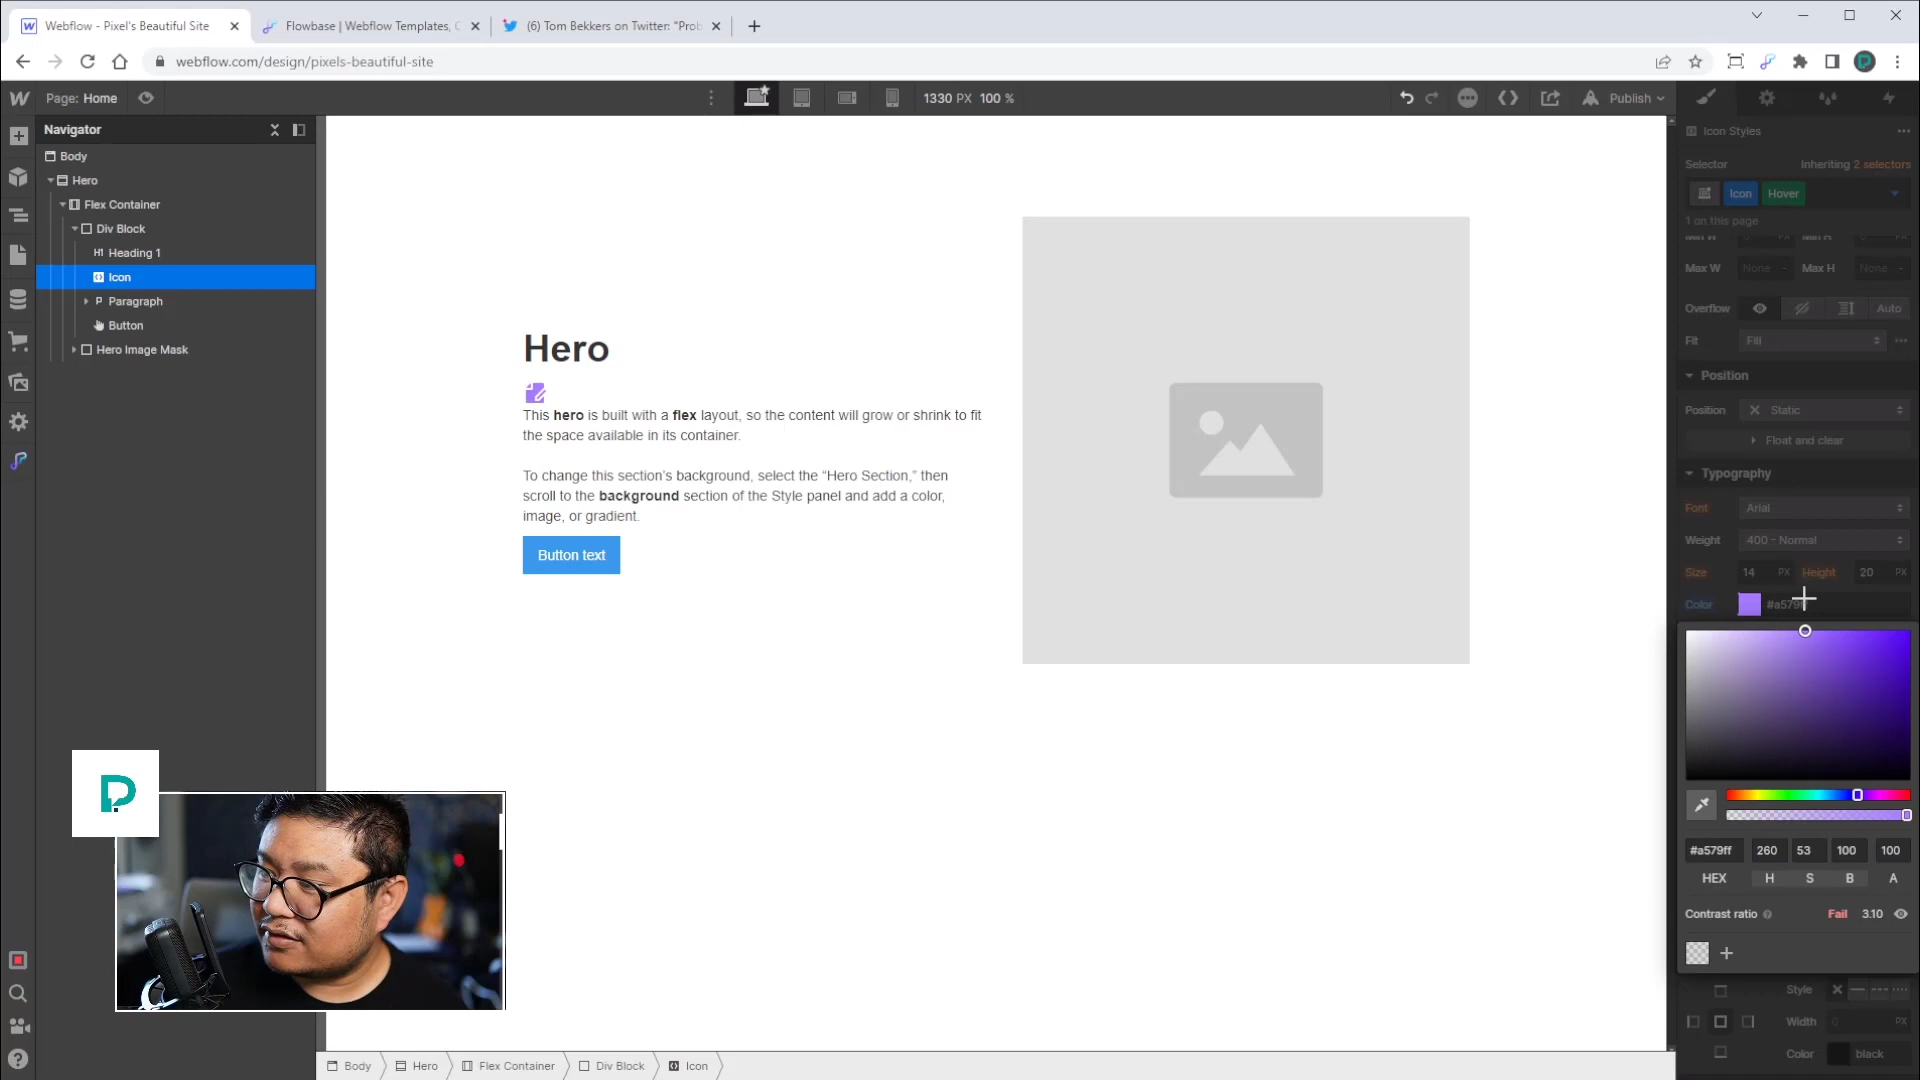 Webflow - Pixel's Beautiful Site
Flowbase | Webflow Templates, C
(6) Tom Bekkers on Twitter: "Prob
webflow.com/design/pixels-beautiful-site
Page: Home
1330 PX 100 %
Publish
Navigator
Body
Hero
Flex Container
Div Block
H1 Heading 1
Icon
P Paragraph
Button
Hero Image Mask
Hero
This hero is built with a flex layout, so the content will grow or shrink to fit
the space available in its container.
To change this section's background, select the “Hero Section,” then
scroll to the background section of the Style panel and add a color,
image, or gradient.
Button text
Icon Styles
Selector Inheriting 2 selectors
Icon Hover
1 on this page
Min W 0 PX Min H 0 PX
Max W None - Max H None -
Overflow Auto
Fit Fill
Position
Position Static
Float and clear
Typography
Font Arial
Weight 400 - Normal
Size 14 PX Height 20 PX
Color #a579ff
#a579ff 260 53 100 100
HEX H S B A
Contrast ratio Fail 3.10
Style
Width 0 PX
Color black
Body Hero Flex Container Div Block Icon